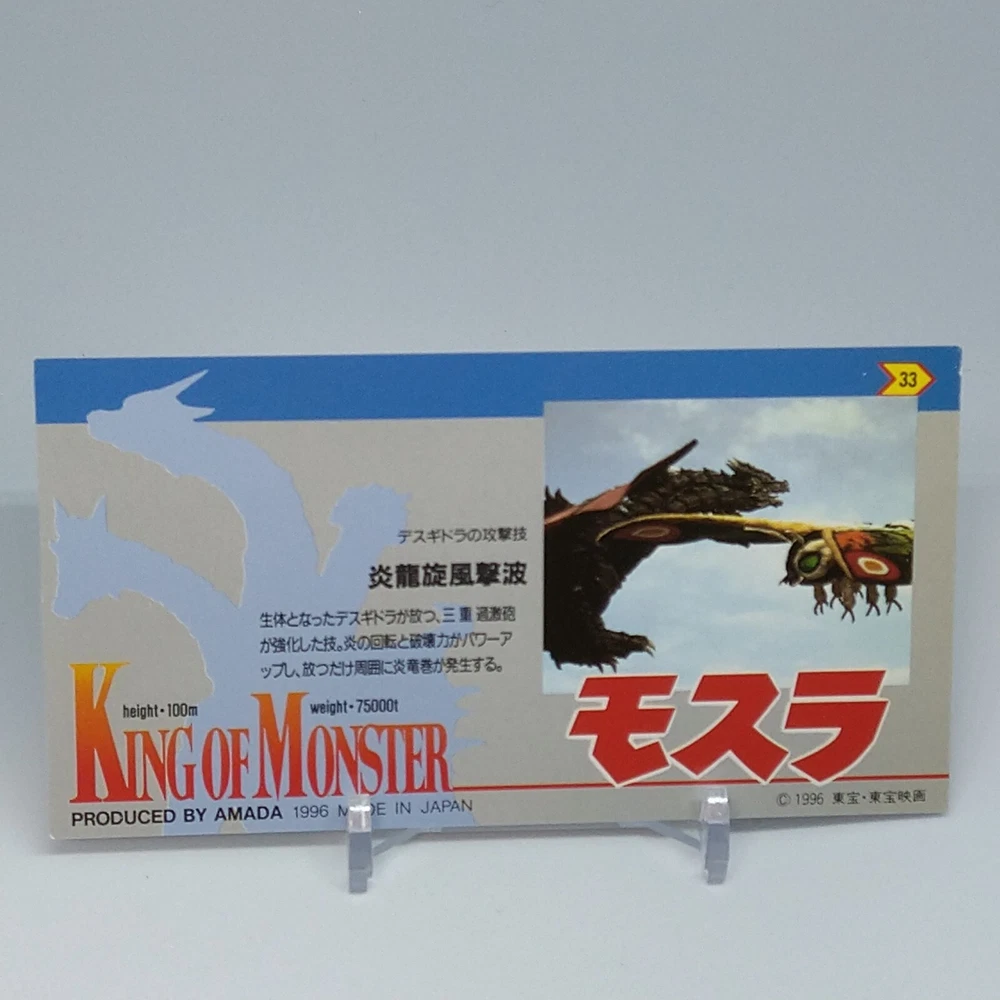 33
デスギドラの攻撃技
炎龍旋風撃波
生体となったデスギドラが放つ、三重過激砲
が強化した技。炎の回転と破壊力がパワーア
ップし、放つだけ周囲に炎竜巻が発生する。
height・100m weight・75000t
KING OF MONSTER
モスラ
PRODUCED BY AMADA 1996 MADE IN JAPAN
© 1996 東宝・東宝映画